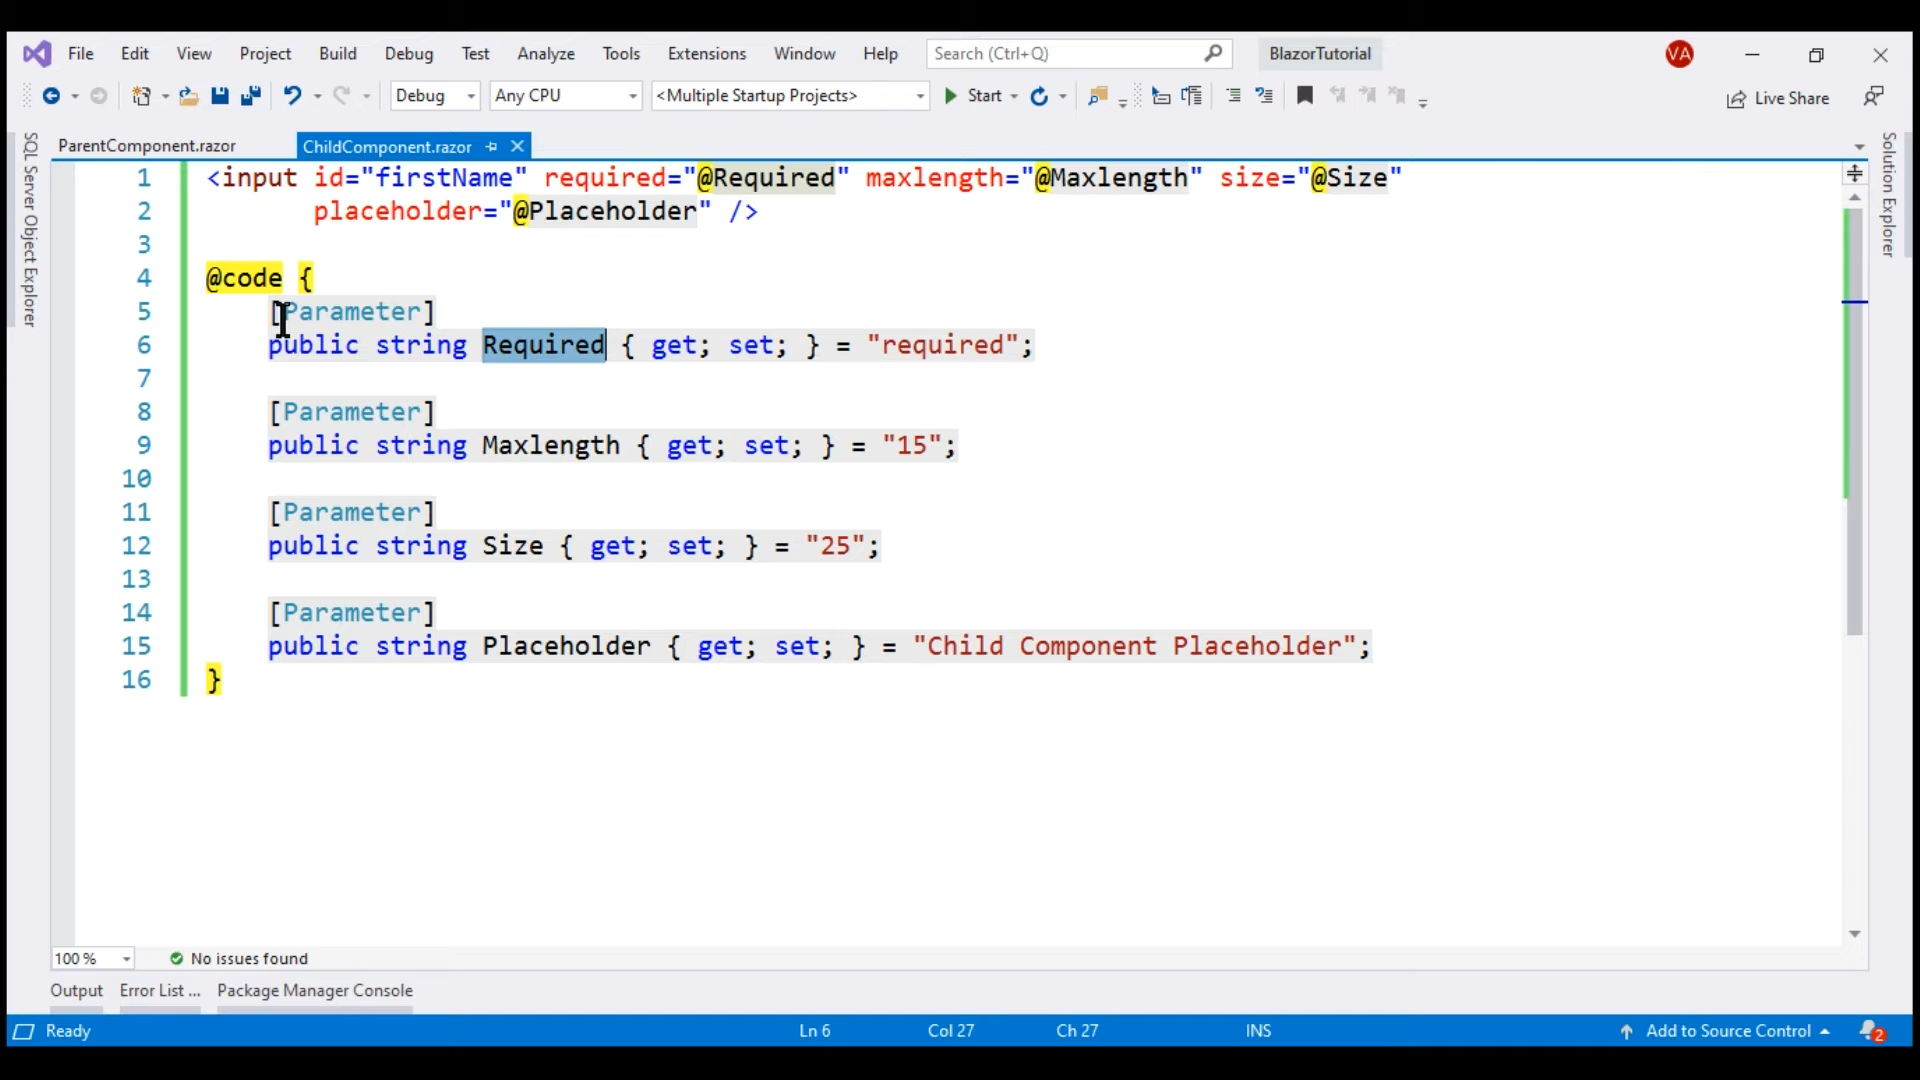 File Edit View Project Build Debug Test Analyze Tools Extensions Window Help Search (Ctrl+Q) BlazorTutorial VA
Debug Any CPU <Multiple Startup Projects> Start Live Share
SQL Server Object Explorer
Solution Explorer
ParentComponent.razor ChildComponent.razor
1 <input id="firstName" required="@Required" maxlength="@Maxlength" size="@Size"
2 placeholder="@Placeholder" />
3
4 @code {
5 [Parameter]
6 public string Required { get; set; } = "required";
7
8 [Parameter]
9 public string Maxlength { get; set; } = "15";
10
11 [Parameter]
12 public string Size { get; set; } = "25";
13
14 [Parameter]
15 public string Placeholder { get; set; } = "Child Component Placeholder";
16 }
100 % No issues found
Output Error List ... Package Manager Console
Ready Ln 6 Col 27 Ch 27 INS Add to Source Control 2